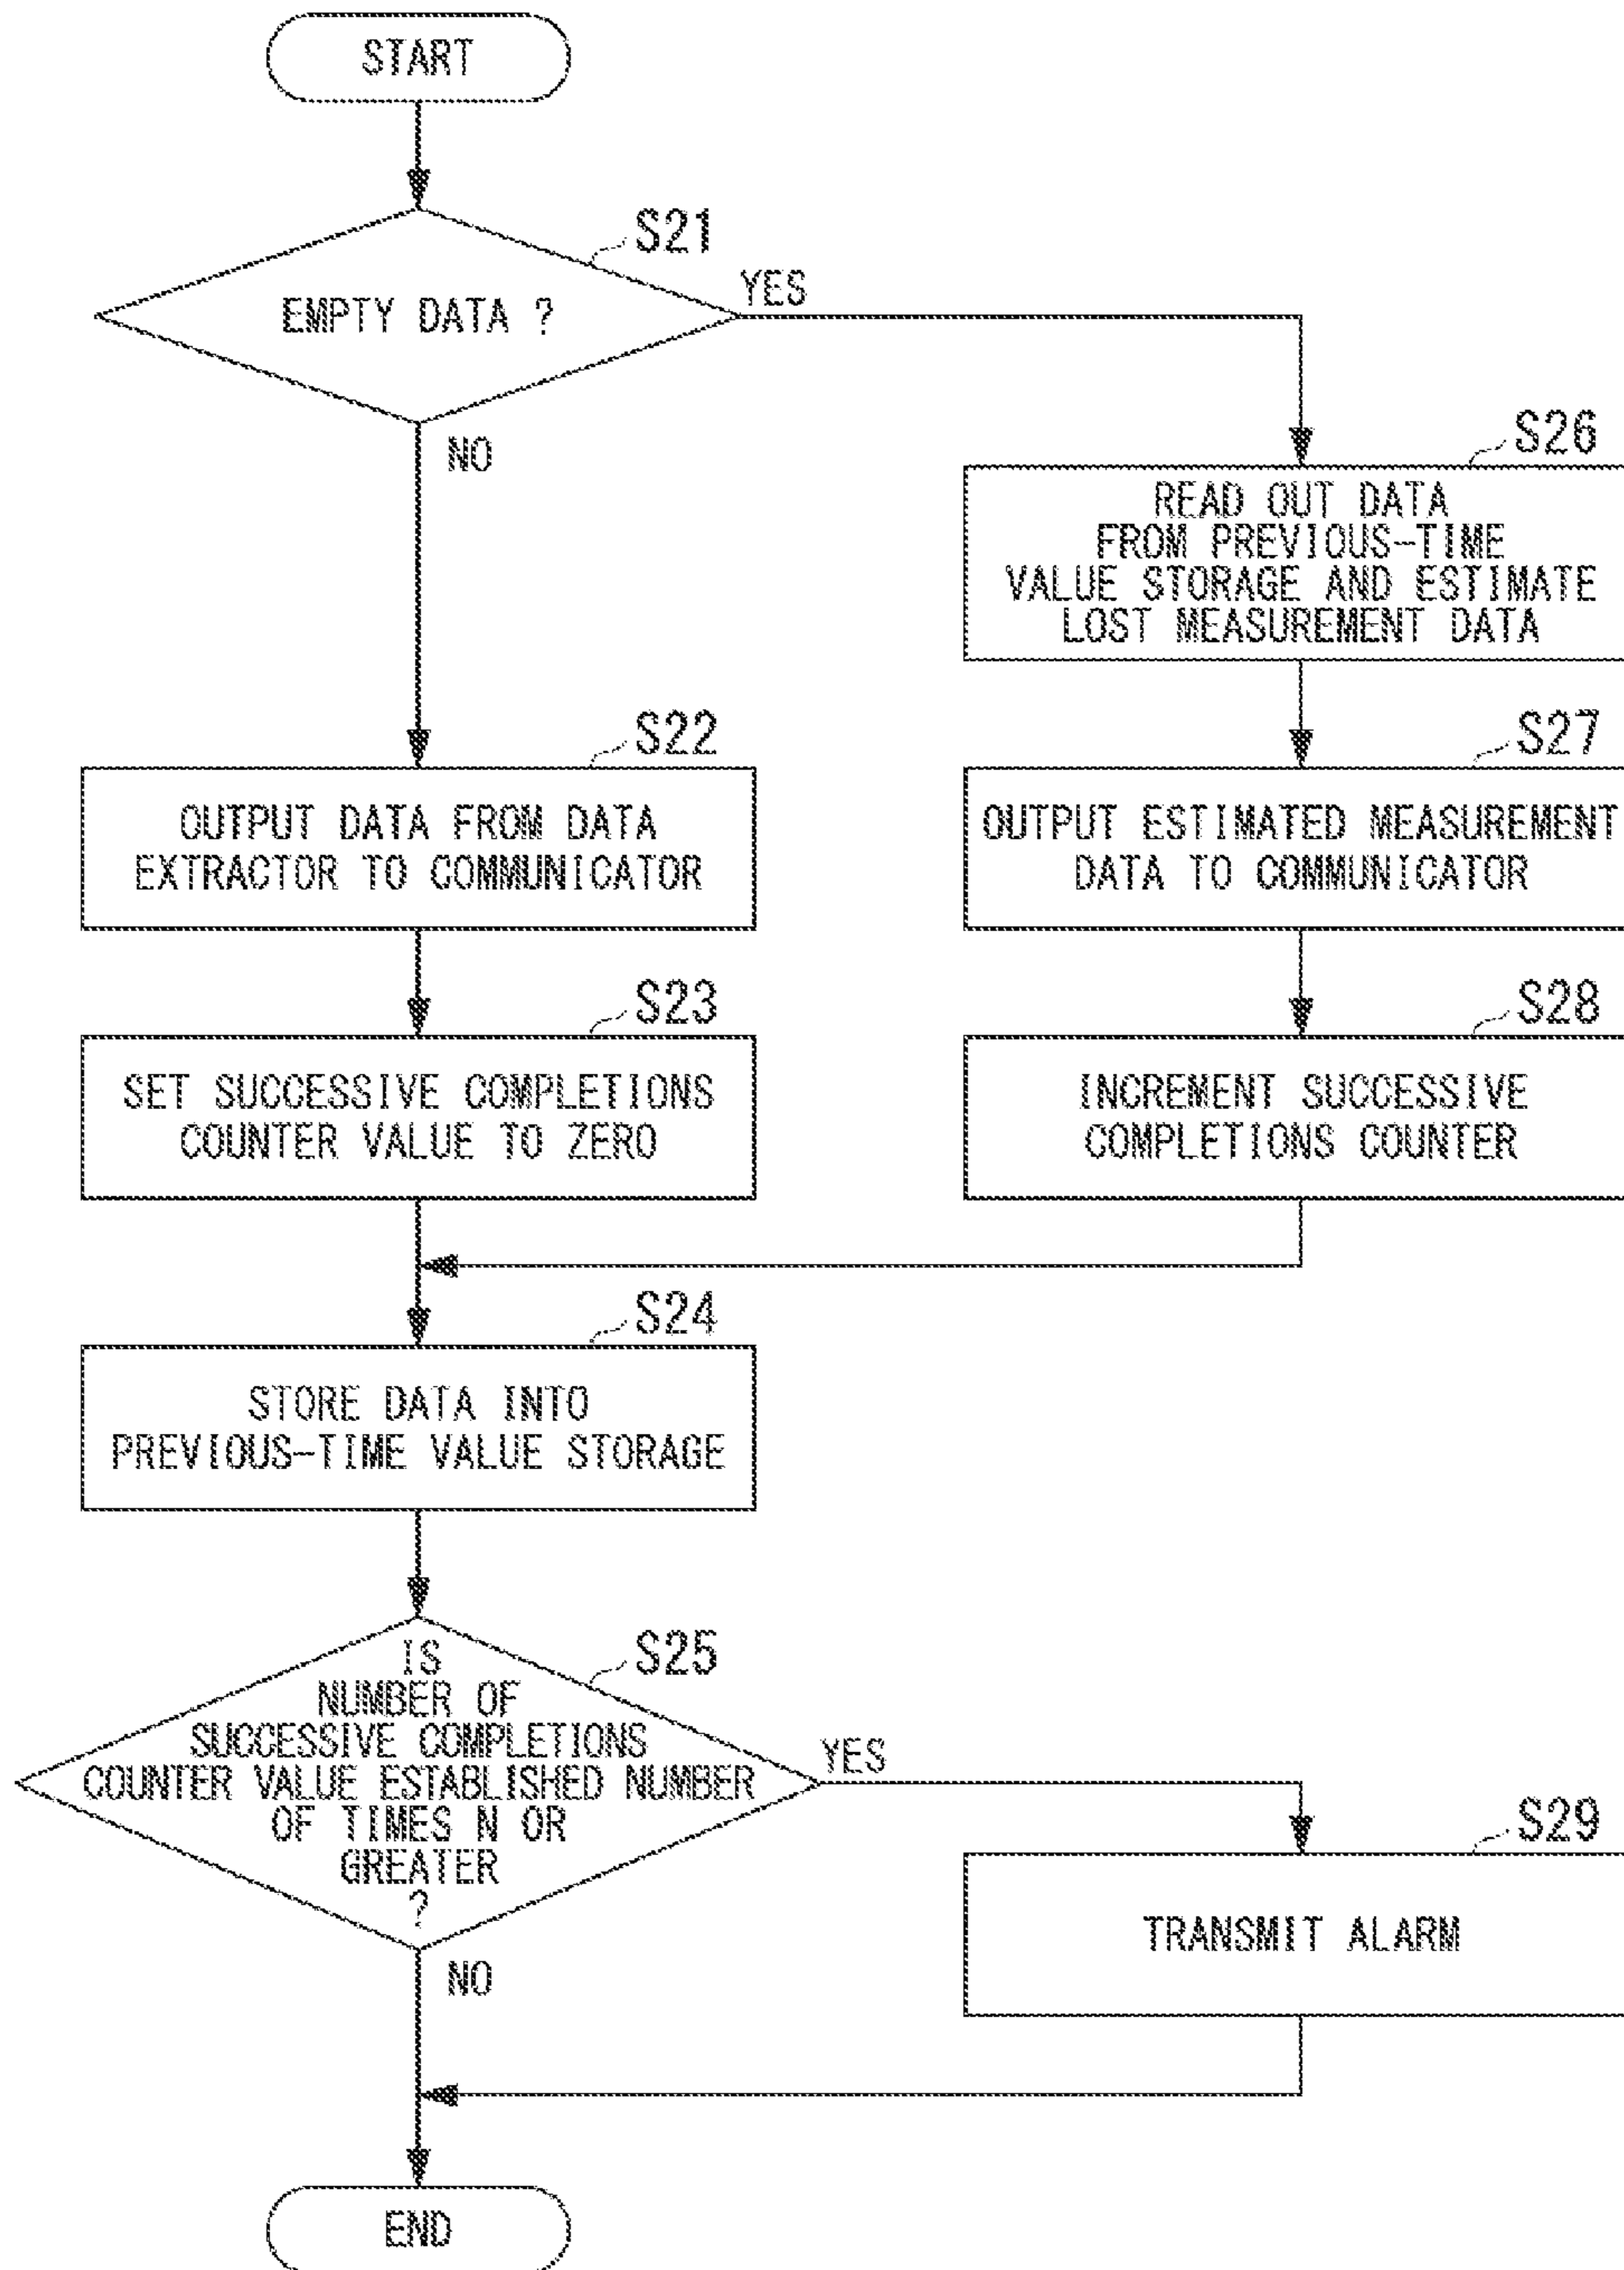 START
S21
EMPTY DATA ?
YES
NO
S26
READ OUT DATA
FROM PREVIOUS-TIME
VALUE STORAGE AND ESTIMATE
LOST MEASUREMENT DATA
S22
OUTPUT DATA FROM DATA
EXTRACTOR TO COMMUNICATOR
S27
OUTPUT ESTIMATED MEASUREMENT
DATA TO COMMUNICATOR
S23
SET SUCCESSIVE COMPLETIONS
COUNTER VALUE TO ZERO
S28
INCREMENT SUCCESSIVE
COMPLETIONS COUNTER
S24
STORE DATA INTO
PREVIOUS-TIME VALUE STORAGE
S25
IS
NUMBER OF
SUCCESSIVE COMPLETIONS
COUNTER VALUE ESTABLISHED NUMBER
OF TIMES N OR
GREATER
?
YES
NO
S29
TRANSMIT ALARM
END